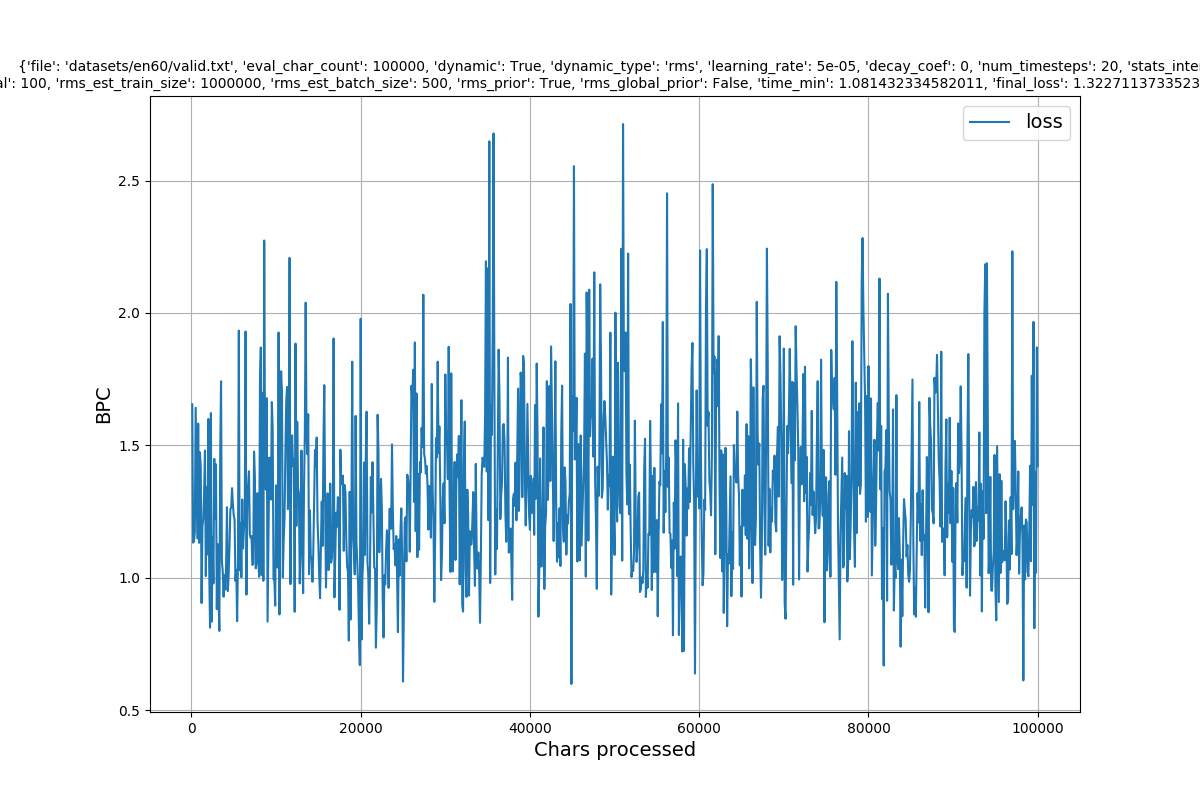 {'file': 'datasets/en60/valid.txt', 'eval_char_count': 100000, 'dynamic': True, 'dynamic_type': 'rms', 'learning_rate': 5e-05, 'decay_coef': 0, 'num_timesteps': 20, 'stats_inter
al': 100, 'rms_est_train_size': 1000000, 'rms_est_batch_size': 500, 'rms_prior': True, 'rms_global_prior': False, 'time_min': 1.081432334582011, 'final_loss': 1.3227113733523
loss
BPC
2.5
2.0
1.5
1.0
0.5
0
20000
40000
60000
80000
100000
Chars processed